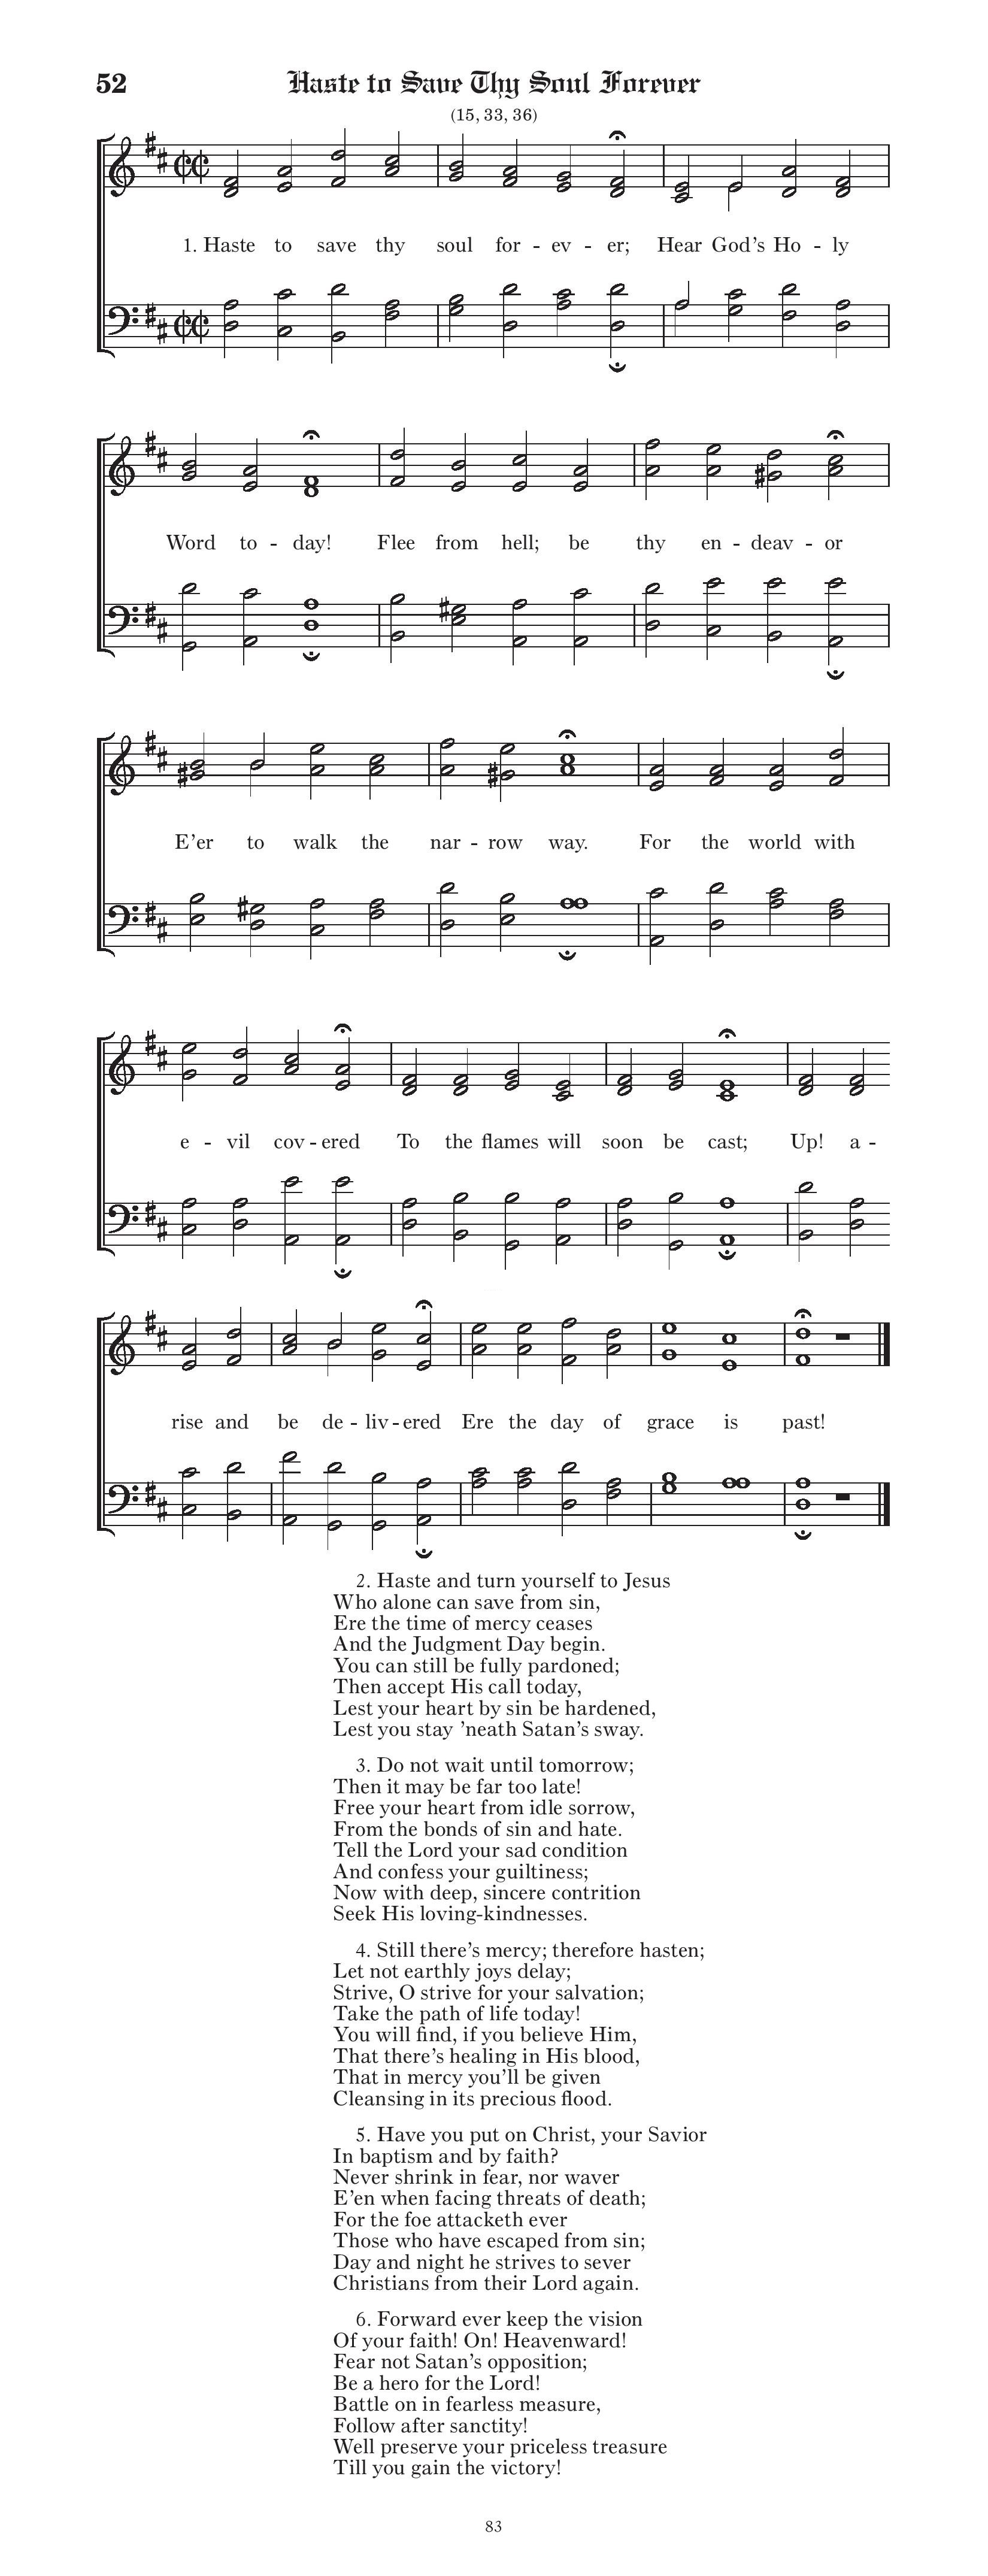 52 Haste to Save Thy Soul Forever
(15, 33, 36)
1. Haste to save thy soul for - ev - er; Hear God’s Ho - ly
Word to - day! Flee from hell; be thy en - deav - or
E’er to walk the nar - row way. For the world with
e - vil cov - ered To the flames will soon be cast; Up! a -
rise and be de - liv - ered Ere the day of grace is past!
2. Haste and turn yourself to Jesus
Who alone can save from sin,
Ere the time of mercy ceases
And the Judgment Day begin.
You can still be fully pardoned;
Then accept His call today,
Lest your heart by sin be hardened,
Lest you stay ’neath Satan’s sway.
3. Do not wait until tomorrow;
Then it may be far too late!
Free your heart from idle sorrow,
From the bonds of sin and hate.
Tell the Lord your sad condition
And confess your guiltiness;
Now with deep, sincere contrition
Seek His loving-kindnesses.
4. Still there’s mercy; therefore hasten;
Let not earthly joys delay;
Strive, O strive for your salvation;
Take the path of life today!
You will find, if you believe Him,
That there’s healing in His blood,
That in mercy you’ll be given
Cleansing in its precious flood.
5. Have you put on Christ, your Savior
In baptism and by faith?
Never shrink in fear, nor waver
E’en when facing threats of death;
For the foe attacketh ever
Those who have escaped from sin;
Day and night he strives to sever
Christians from their Lord again.
6. Forward ever keep the vision
Of your faith! On! Heavenward!
Fear not Satan’s opposition;
Be a hero for the Lord!
Battle on in fearless measure,
Follow after sanctity!
Well preserve your priceless treasure
Till you gain the victory!
83